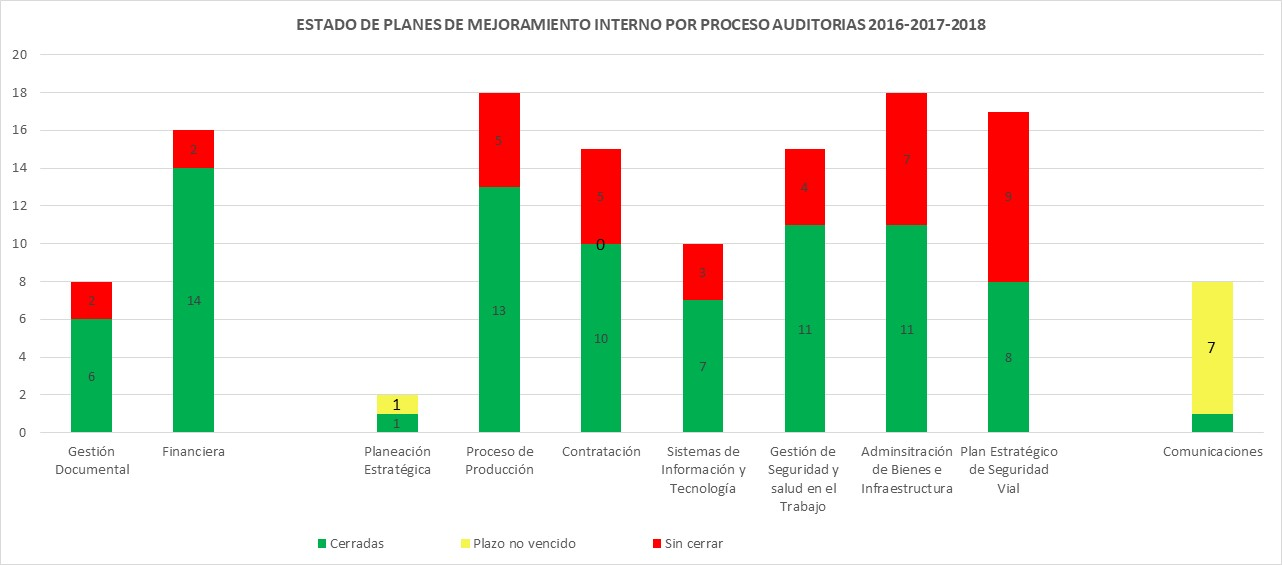 ESTADO DE PLANES DE MEJORAMIENTO INTERNO POR PROCESO AUDITORIAS 2016-2017-2018
20
18
16
14
12
10
8
6
4
2
0
2
6
2
14
1
1
5
13
5
0
10
3
7
4
11
7
11
9
8
7
Gestión
Documental
Financiera
Planeación
Estratégica
Proceso de
Producción
Contratación
Sistemas de
Información y
Tecnología
Gestión de
Seguridad y
salud en el
Trabajo
Adminsitración
de Bienes e
Infraestructura
Plan Estratégico
de Seguridad
Vial
Comunicaciones
Cerradas
Plazo no vencido
Sin cerrar